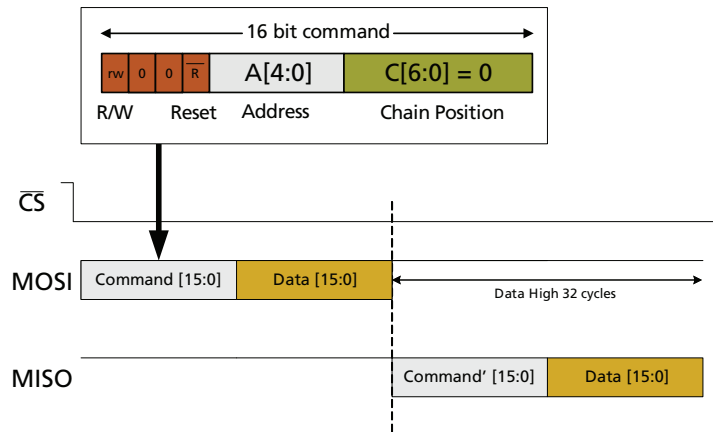 16 bit command
rw 0 0 R̅ A[4:0] C[6:0] = 0
R/W Reset Address Chain Position
C̅S̅
MOSI Command [15:0] Data [15:0] Data High 32 cycles
MISO Command' [15:0] Data [15:0]